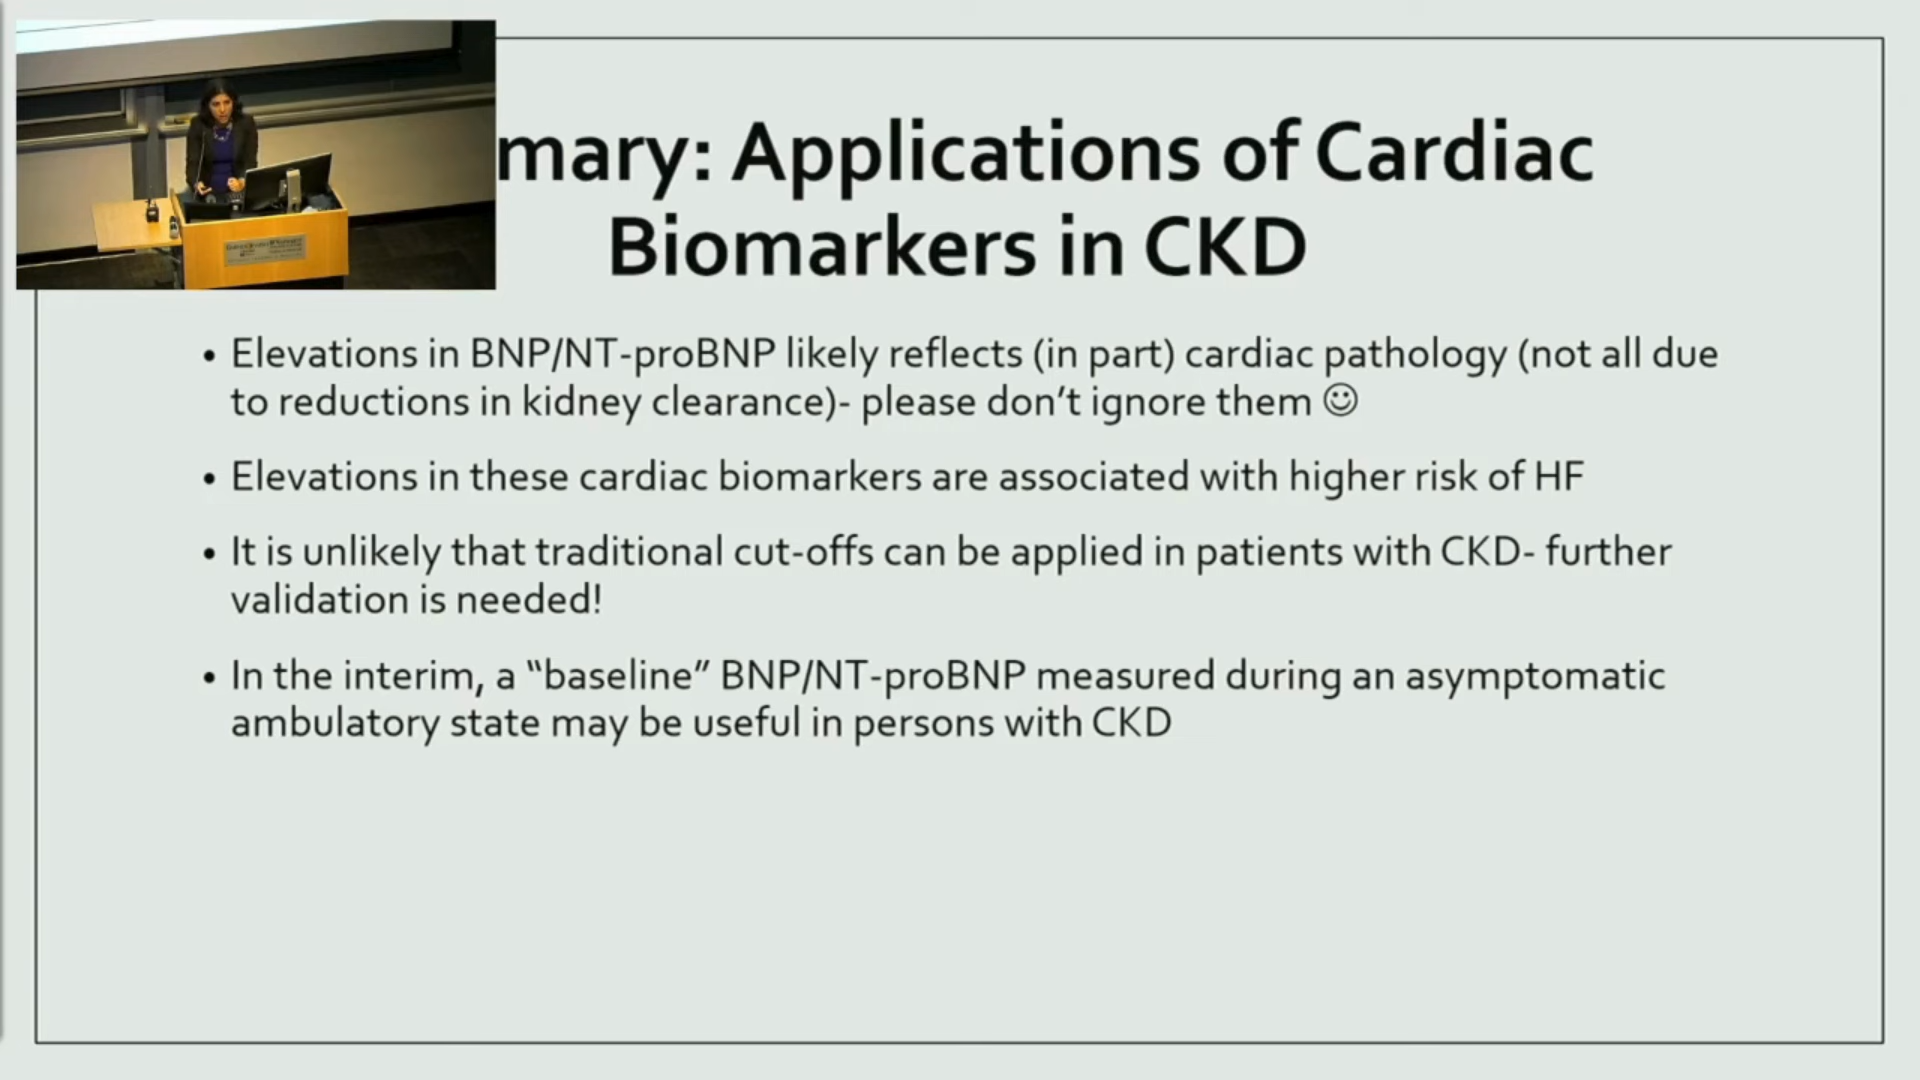 mary: Applications of Cardiac
Biomarkers in CKD
• Elevations in BNP/NT-proBNP likely reflects (in part) cardiac pathology (not all due
to reductions in kidney clearance)- please don’t ignore them ☺
• Elevations in these cardiac biomarkers are associated with higher risk of HF
• It is unlikely that traditional cut-offs can be applied in patients with CKD- further
validation is needed!
• In the interim, a “baseline” BNP/NT-proBNP measured during an asymptomatic
ambulatory state may be useful in persons with CKD